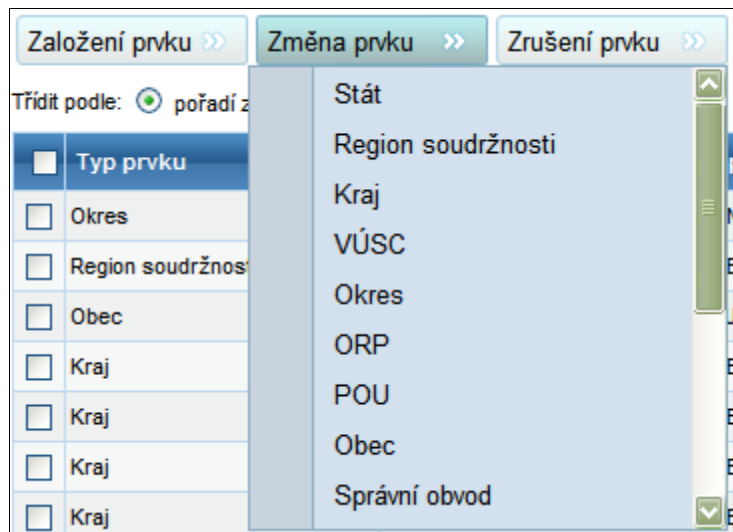 Založení prvku
Změna prvku
Zrušení prvku
Třídit podle: pořadí z
Typ prvku
Okres
Region soudržnost
Obec
Kraj
Kraj
Kraj
Kraj
Stát
Region soudržnosti
Kraj
VÚSC
Okres
ORP
POU
Obec
Správní obvod